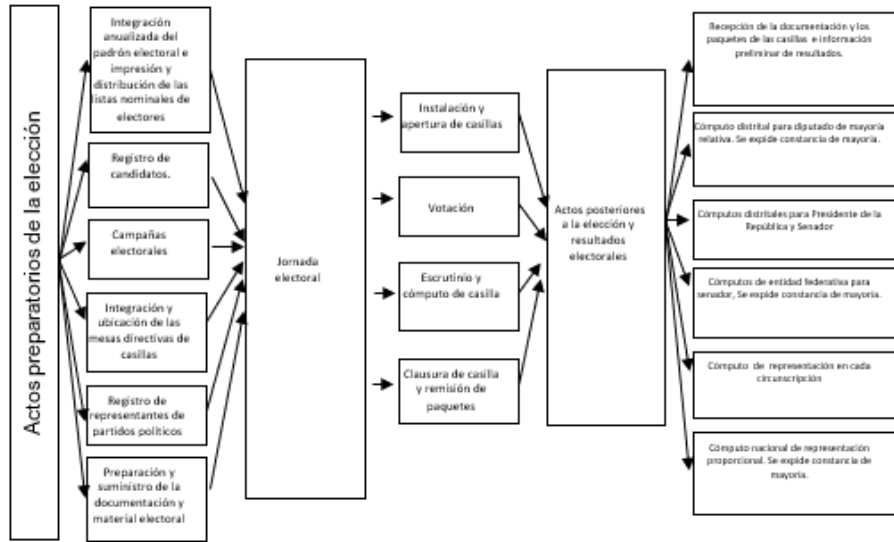 Actos preparatorios de la elección
Integración
anualizada del
padrón electoral e
impresión y
distribución de las
listas nominales de
electores
Registro de
candidatos.
Campañas
electorales
Integración y
ubicación de las
mesas directivas de
casillas
Registro de
representantes de
partidos políticos
Preparación y
suministro de la
documentación y
material electoral
Jornada
electoral
Instalación y
apertura de casillas
Votación
Escrutinio y
cómputo de casilla
Clausura de casilla
y remisión de
paquetes
Actos posteriores
a la elección y
resultados
electorales
Recepción de la documentación y los
paquetes de las casillas e información
preliminar de resultados.
Cómputo distrital para diputado de mayoría
relativa. Se expide constancia de mayoría.
Cómputos distritales para Presidente de la
República y Senador
Cómputos de entidad federativa para
senador, Se expide constancia de mayoría.
Cómputo de representación en cada
circunscripción
Cómputo nacional de representación
proporcional. Se expide constancia de
mayoría.